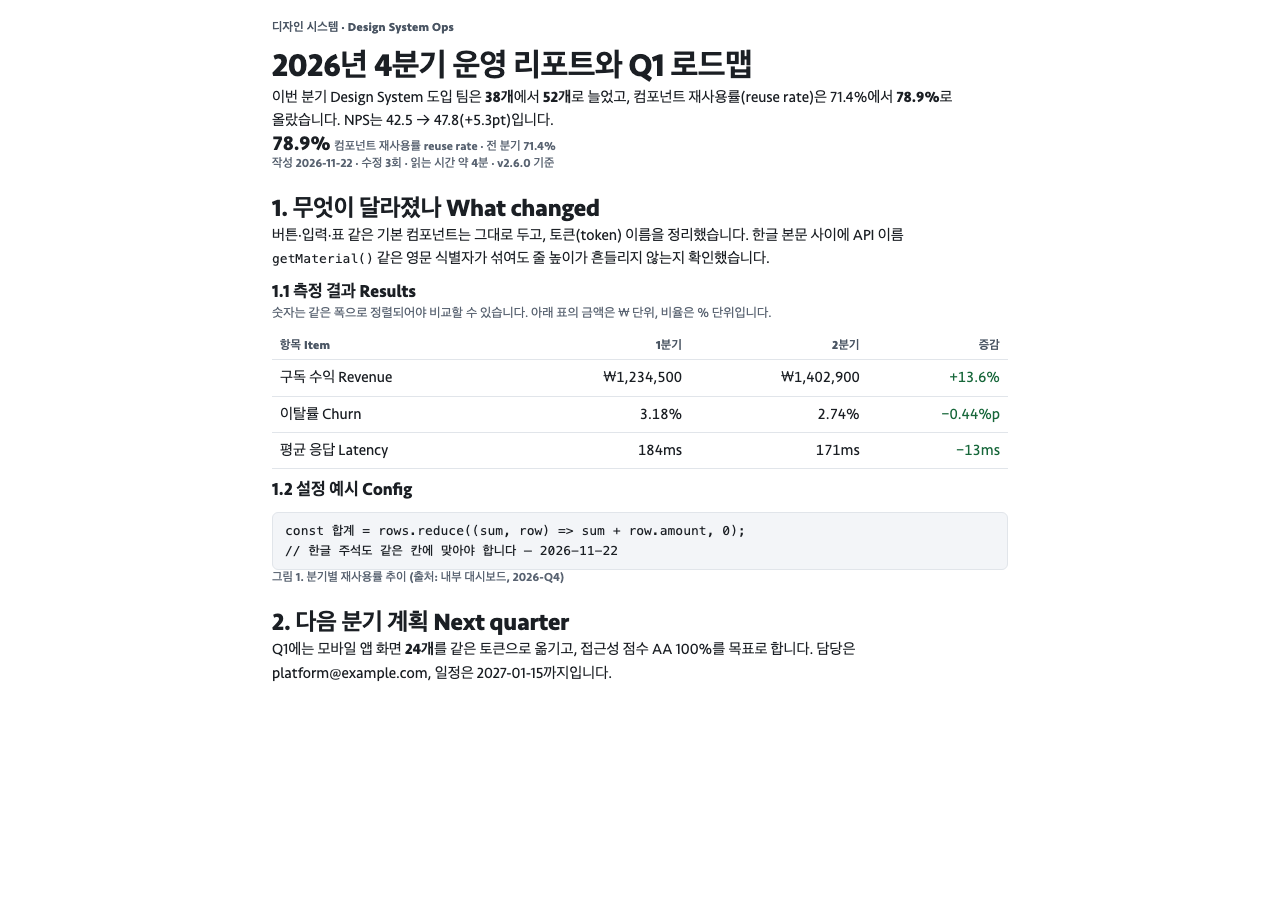 디자인 시스템 · Design System Ops
2026년 4분기 운영 리포트와 Q1 로드맵
이번 분기 Design System 도입 팀은 38개에서 52개로 늘었고, 컴포넌트 재사용률(reuse rate)은 71.4%에서 78.9%로
올랐습니다. NPS는 42.5 → 47.8(+5.3pt)입니다.
78.9% 컴포넌트 재사용률 reuse rate · 전 분기 71.4%
작성 2026-11-22 · 수정 3회 · 읽는 시간 약 4분 · v2.6.0 기준
1. 무엇이 달라졌나 What changed
버튼·입력·표 같은 기본 컴포넌트는 그대로 두고, 토큰(token) 이름을 정리했습니다. 한글 본문 사이에 API 이름
getMaterial() 같은 영문 식별자가 섞여도 줄 높이가 흔들리지 않는지 확인했습니다.
1.1 측정 결과 Results
숫자는 같은 폭으로 정렬되어야 비교할 수 있습니다. 아래 표의 금액은 ₩ 단위, 비율은 % 단위입니다.
항목 Item 1분기 2분기 증감
구독 수익 Revenue ₩1,234,500 ₩1,402,900 +13.6%
이탈률 Churn 3.18% 2.74% −0.44%p
평균 응답 Latency 184ms 171ms −13ms
1.2 설정 예시 Config
const 합계 = rows.reduce((sum, row) => sum + row.amount, 0);
// 한글 주석도 같은 칸에 맞아야 합니다 — 2026-11-22
그림 1. 분기별 재사용률 추이 (출처: 내부 대시보드, 2026-Q4)
2. 다음 분기 계획 Next quarter
Q1에는 모바일 앱 화면 24개를 같은 토큰으로 옮기고, 접근성 점수 AA 100%를 목표로 합니다. 담당은
platform@example.com, 일정은 2027-01-15까지입니다.